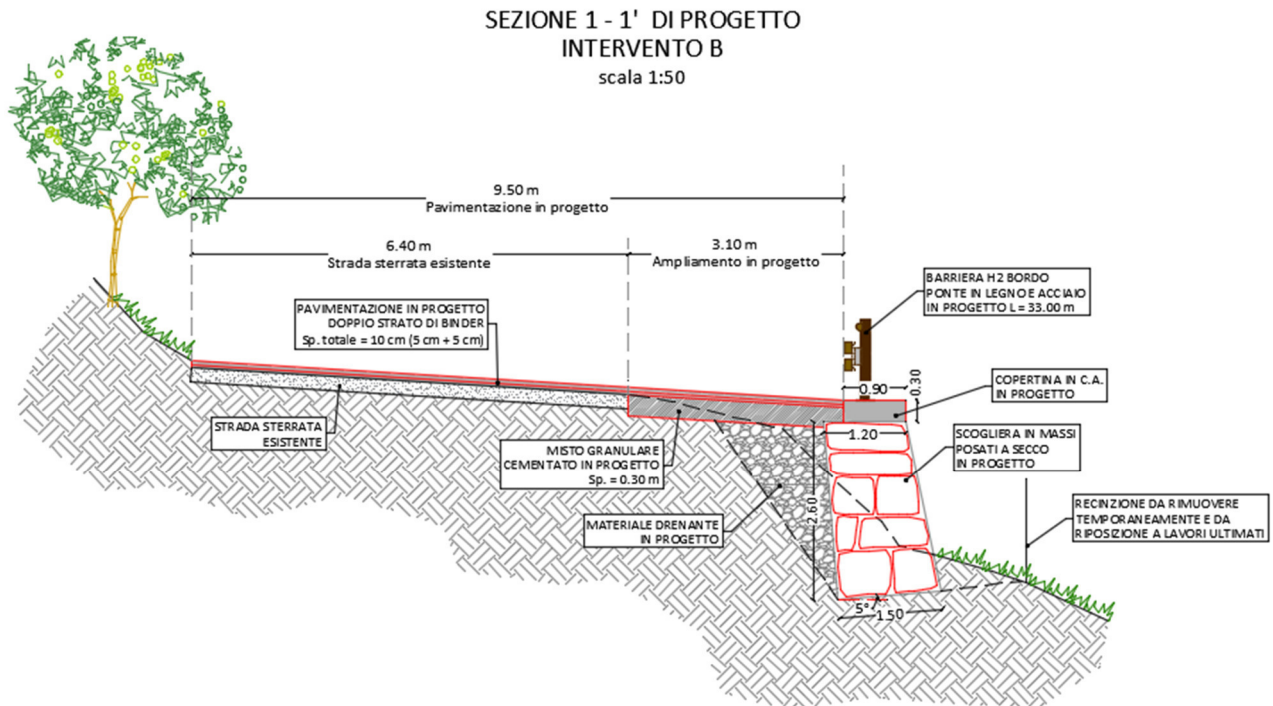 SEZIONE 1 - 1' DI PROGETTO
INTERVENTO B
scala 1:50
9.50 m
Pavimentazione in progetto
6.40 m
Strada sterrata esistente
3.10 m
Ampliamento in progetto
BARRIERA H2 BORDO
PONTE IN LEGNO E ACCIAIO
IN PROGETTO L = 33.00 m
PAVIMENTAZIONE IN PROGETTO
DOPPIO STRATO DI BINDER
Sp. totale = 10 cm (5 cm + 5 cm)
0.90
0.30
COPERTINA IN C.A.
IN PROGETTO
STRADA STERRATA
ESISTENTE
1.20
SCOGLIERA IN MASSI
POSATI A SECCO
IN PROGETTO
MISTO GRANULARE
CEMENTATO IN PROGETTO
Sp. = 0.30 m
2.60
MATERIALE DRENANTE
IN PROGETTO
RECINZIONE DA RIMUOVERE
TEMPORANEAMENTE E DA
RIPOSIZIONE A LAVORI ULTIMATI
5°
1.50